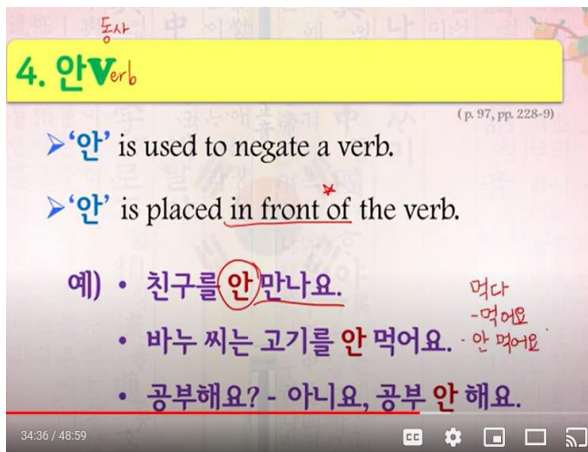 동사
4. 안Verb
(p. 97, pp. 228-9)
➢‘안’ is used to negate a verb.
➢‘안’ is placed in front of the verb.
예) • 친구를 안 만나요.
• 바누 씨는 고기를 안 먹어요.
• 공부해요? - 아니요, 공부 안 해요.
먹다
-먹어요
- 안 먹어요
34:36 / 48:59
CC